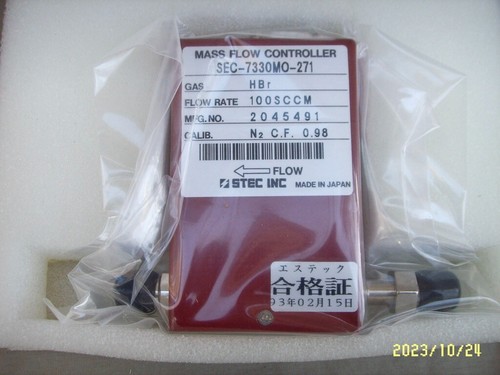 MASS FLOW CONTROLLER
SEC-7330MO-271
GAS HBr
FLOW RATE 100SCCM
MFG.NO. 2045491
CALIB. N₂ C.F. 0.98
FLOW
STEC INC MADE IN JAPAN
エステック
合格証
93年02月15日
2023/10/24